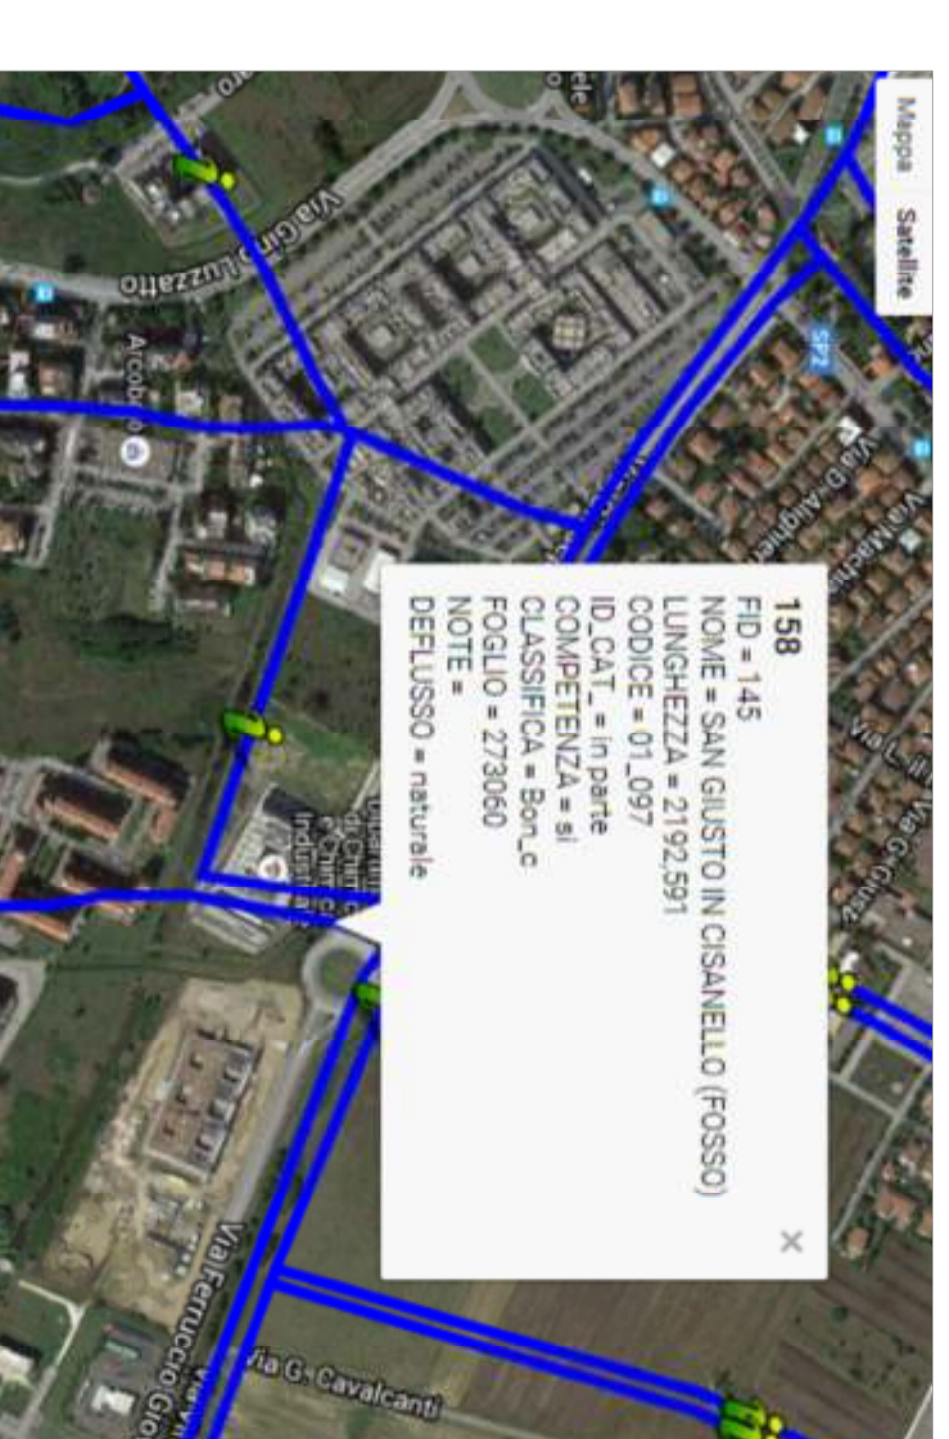 Mappa
Satellite
158
FID = 145
NOME = SAN GIUSTO IN CISANELLO (FOSSO)
LUNGHEZZA = 2192,591
CODICE = 01_097
ID_CAT_ = in parte
COMPETENZA = si
CLASSIFICA = Bon_c
FOGLIO = 273060
NOTE =
DEFLUSSO = naturale
×
Via Gino Luzzatto
SP2
Via D. Alighieri
Via G. Cavalcanti
Via Ferruccio Gio